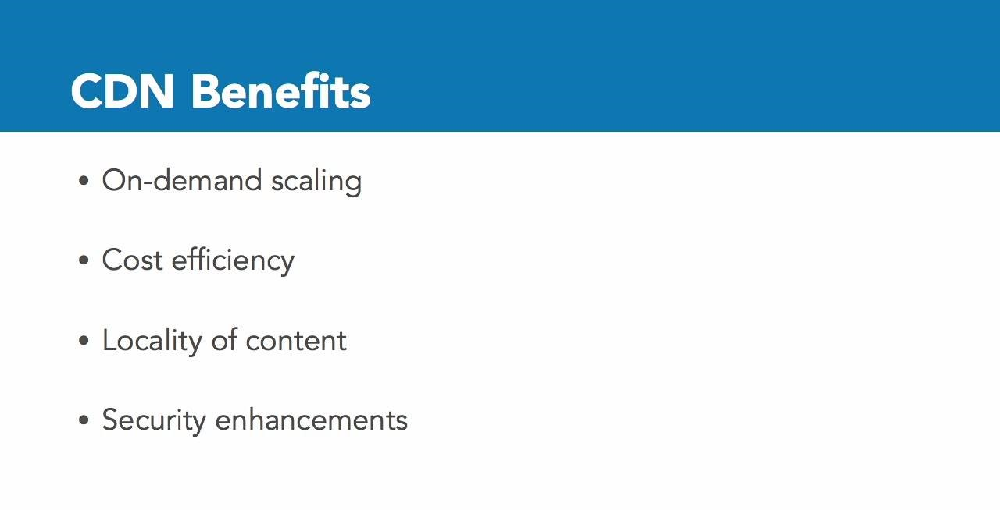 CDN Benefits
• On-demand scaling
• Cost efficiency
• Locality of content
• Security enhancements